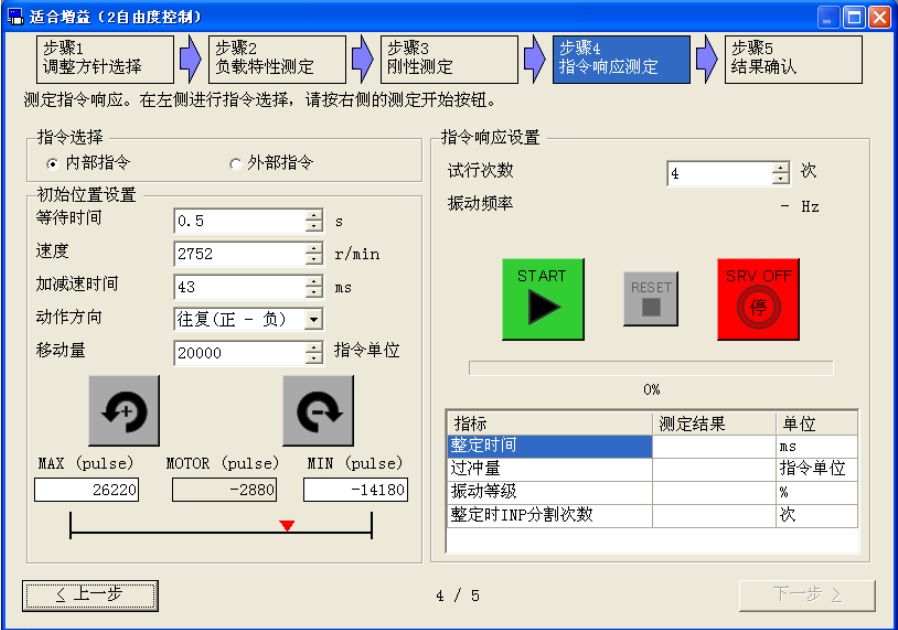 适合增益（2自由度控制）
步骤1
调整方针选择
步骤2
负载特性测定
步骤3
刚性测定
步骤4
指令响应测定
步骤5
结果确认
测定指令响应。在左侧进行指令选择，请按右侧的测定开始按钮。
指令选择
内部指令 外部指令
初始位置设置
等待时间 0.5 s
速度 2752 r/min
加减速时间 43 ms
动作方向 往复(正 - 负)
移动量 20000 指令单位
MAX (pulse) MOTOR (pulse) MIN (pulse)
26220 -2880 -14180
指令响应设置
试行次数 4 次
振动频率 - Hz
START RESET SRV OFF
停
0%
指标 测定结果 单位
整定时间 ms
过冲量 指令单位
振动等级 %
整定时INP分割次数 次
< 上一步 4 / 5 下一步 >